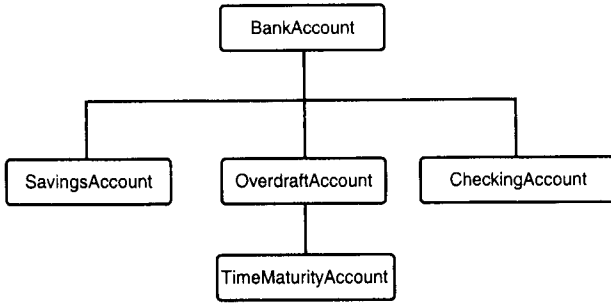 BankAccount
SavingsAccount
OverdraftAccount
CheckingAccount
TimeMaturityAccount